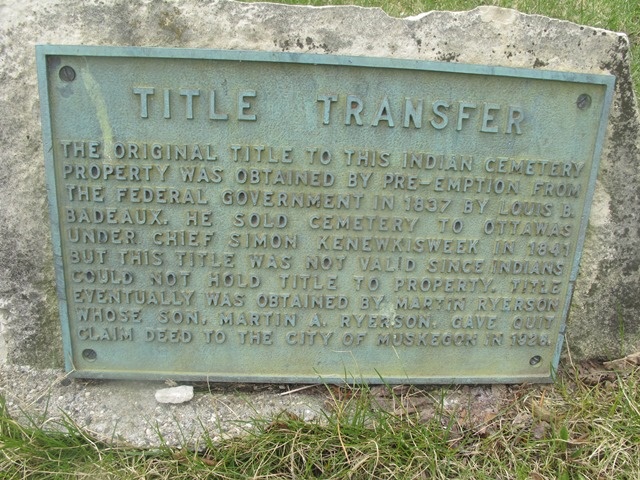 TITLE TRANSFER
THE ORIGINAL TITLE TO THIS INDIAN CEMETERY
PROPERTY WAS OBTAINED BY PRE-EMPTION FROM
THE FEDERAL GOVERNMENT IN 1837 BY LOUIS B.
BADEAUX. HE SOLD CEMETERY TO OTTAWAS
UNDER CHIEF SIMON KENEWKISWEEK IN 1841
BUT THIS TITLE WAS NOT VALID SINCE INDIANS
COULD NOT HOLD TITLE TO PROPERTY. TITLE
EVENTUALLY WAS OBTAINED BY MARTIN RYERSON
WHOSE SON, MARTIN A. RYERSON, GAVE QUIT
CLAIM DEED TO THE CITY OF MUSKEGON IN 1926.